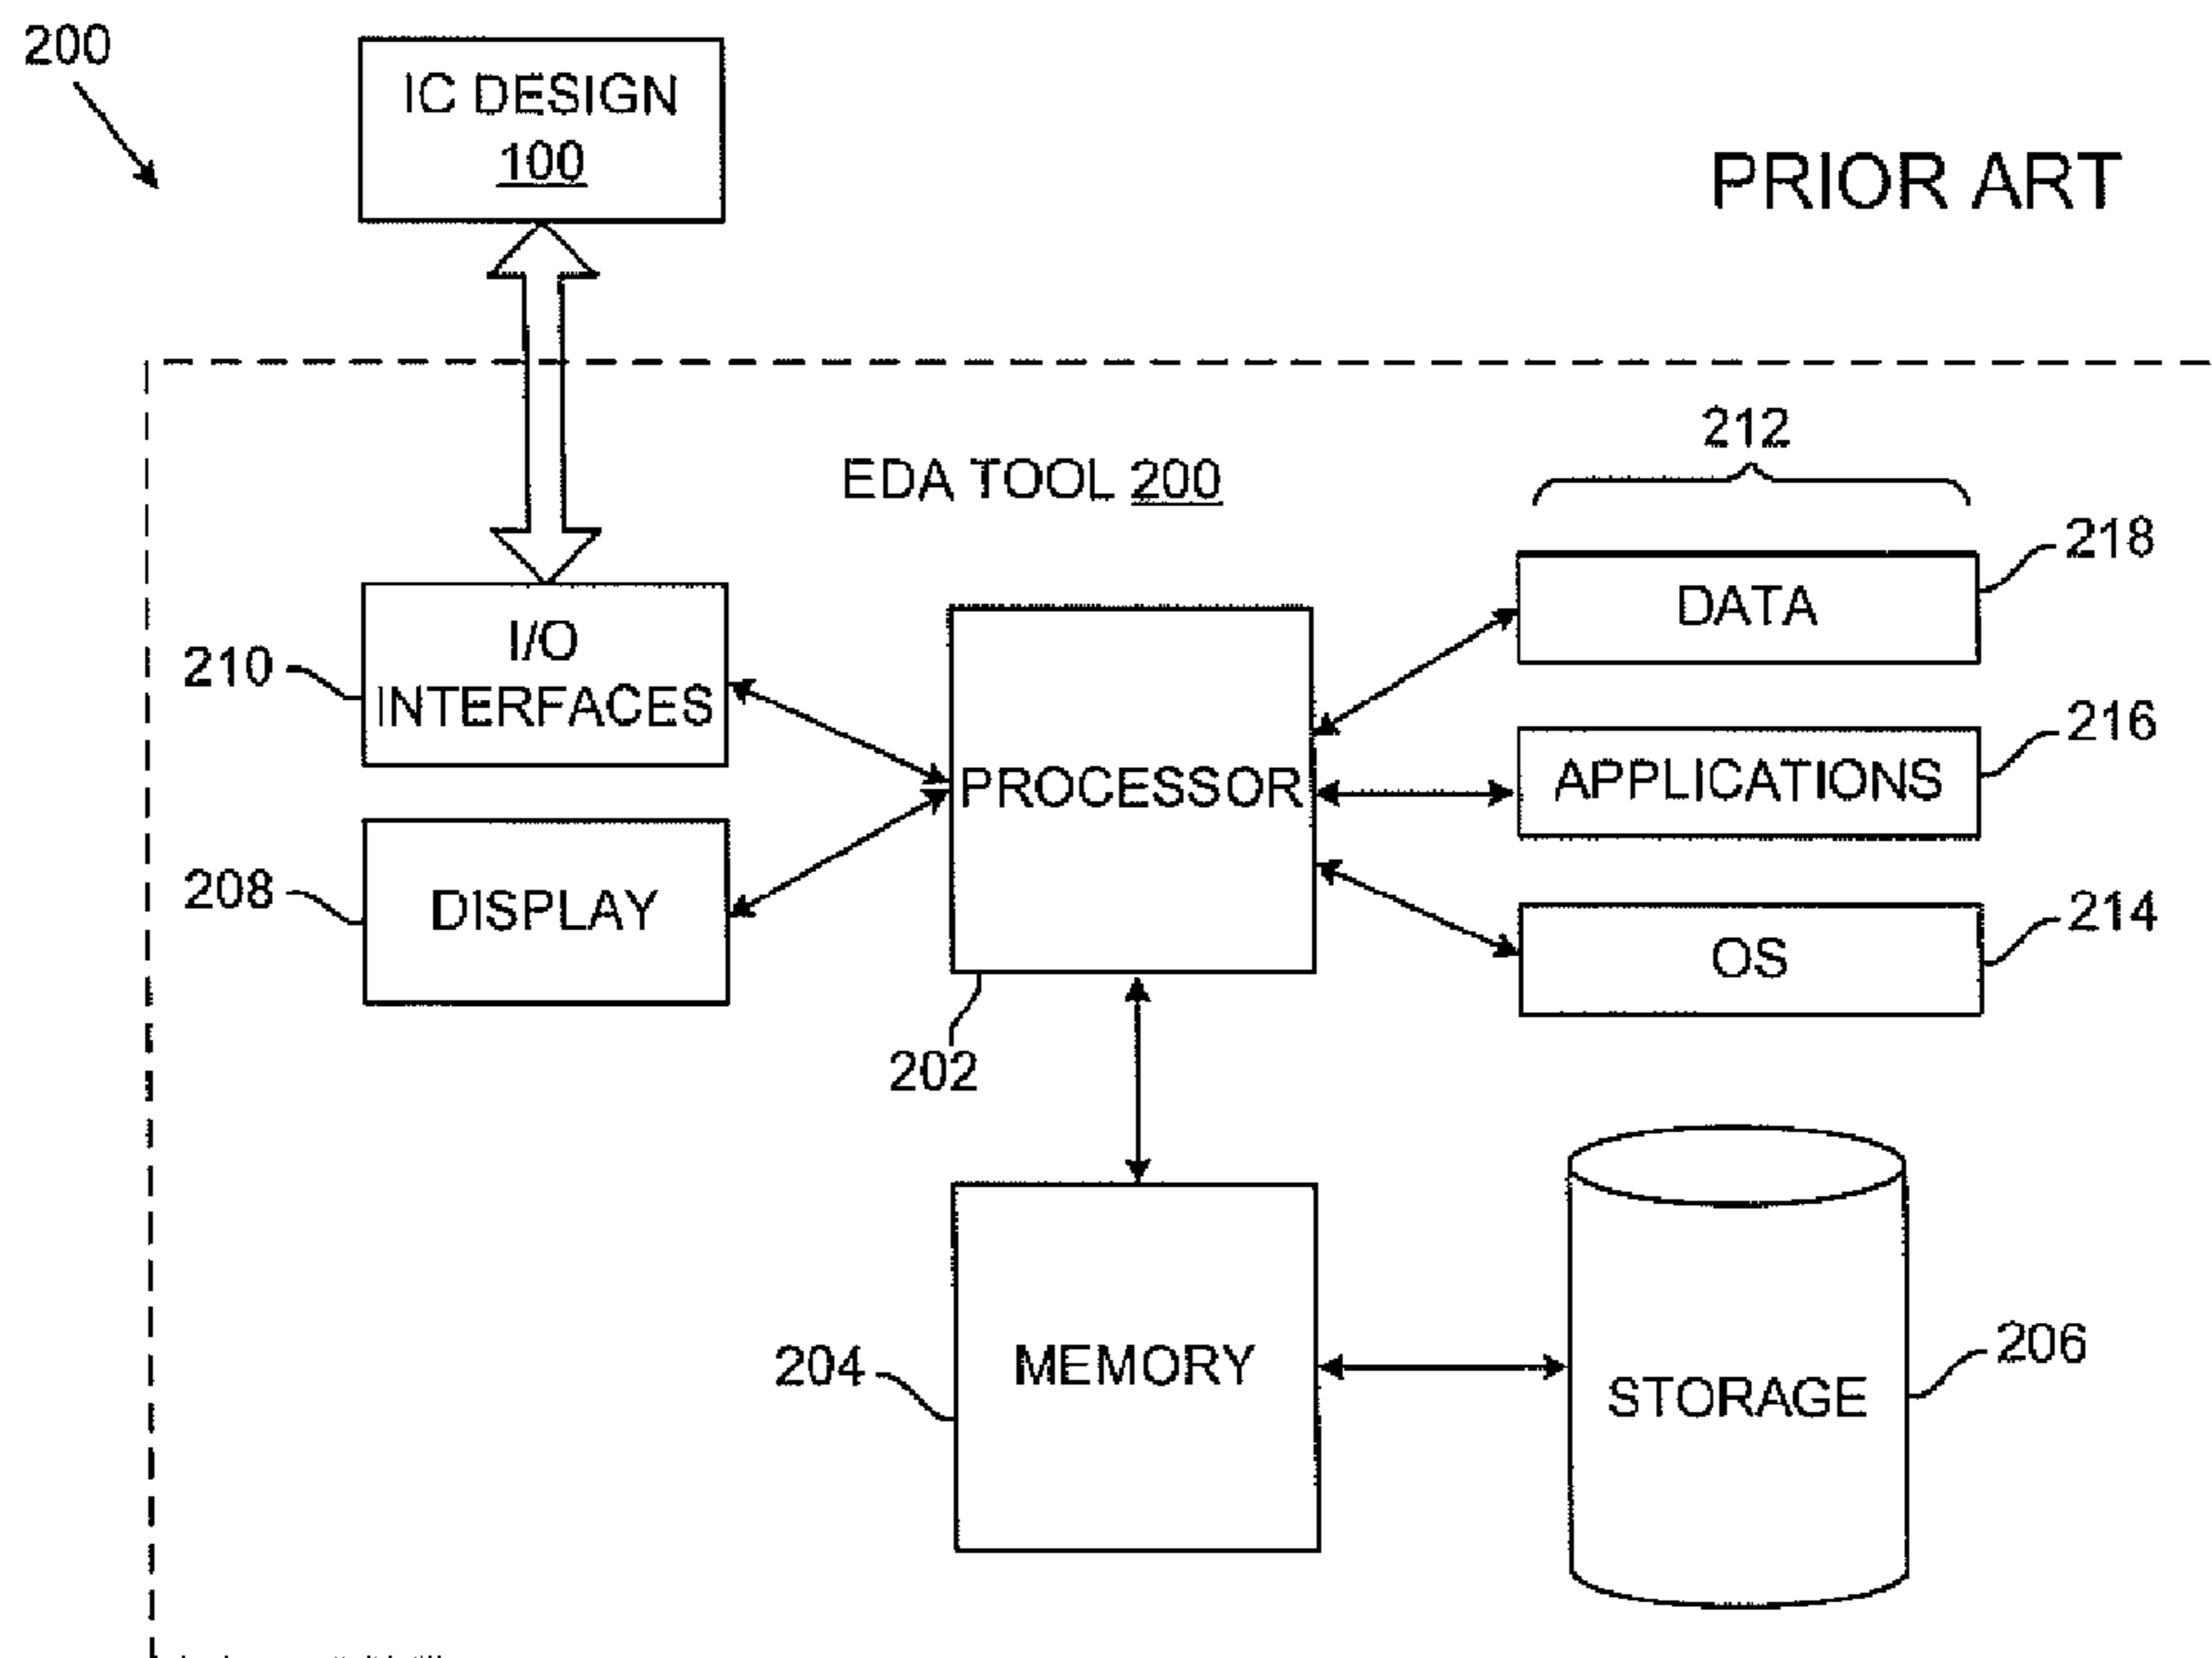 200
IC DESIGN
100
PRIOR ART
EDA TOOL 200
212
218
DATA
I/O
INTERFACES
210
216
APPLICATIONS
PROCESSOR
208
DISPLAY
214
OS
202
204
MEMORY
206
STORAGE